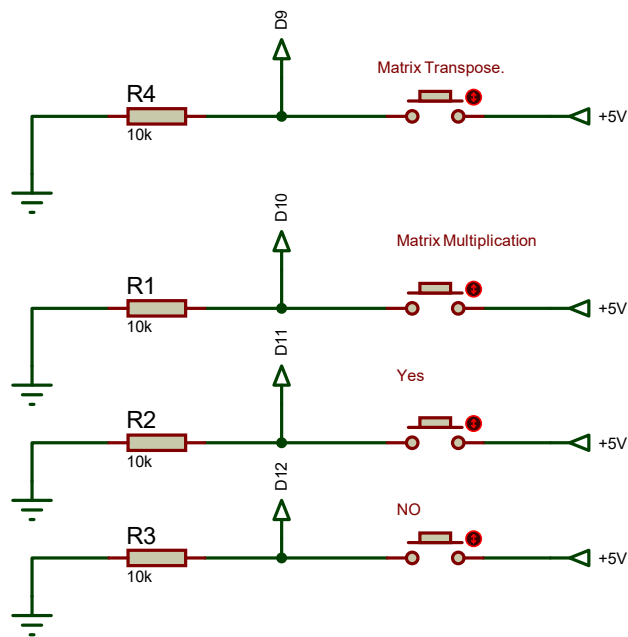 D9
Matrix Transpose.
R4
10k
+5V
D10
Matrix Multiplication
R1
10k
+5V
D11
Yes
R2
10k
+5V
D12
NO
R3
10k
+5V